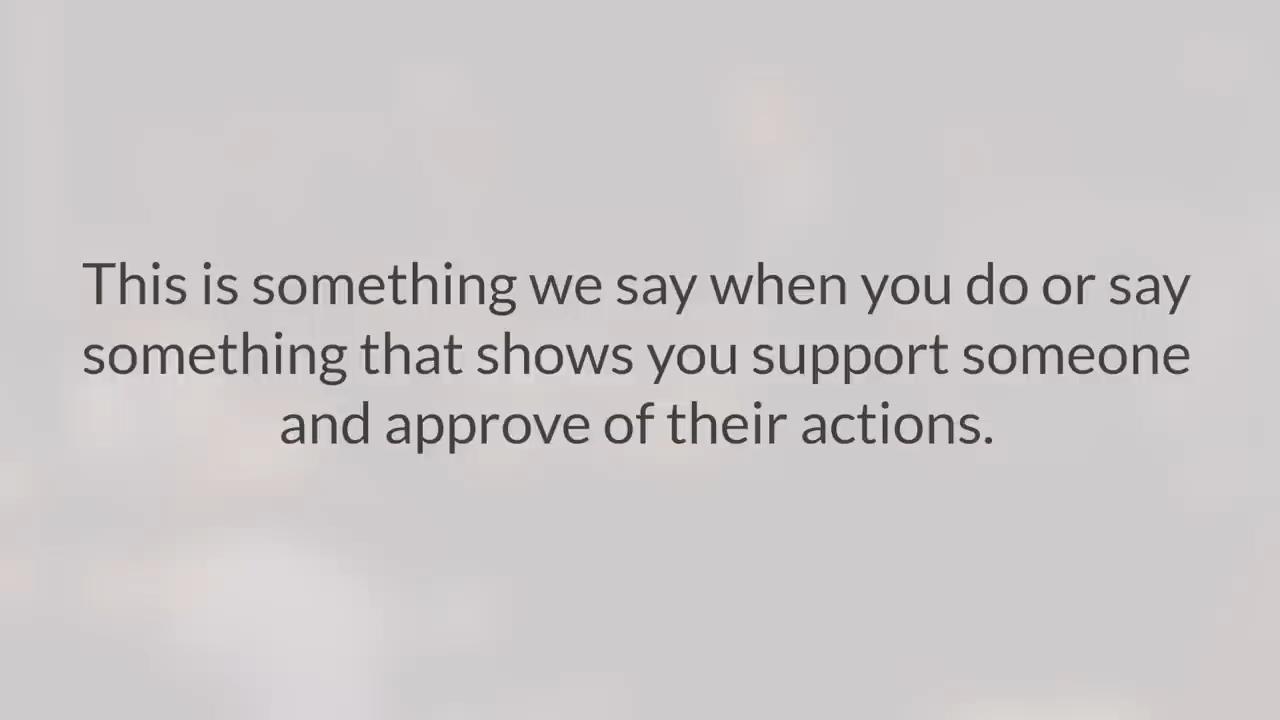 This is something we say when you do or say
something that shows you support someone
and approve of their actions.